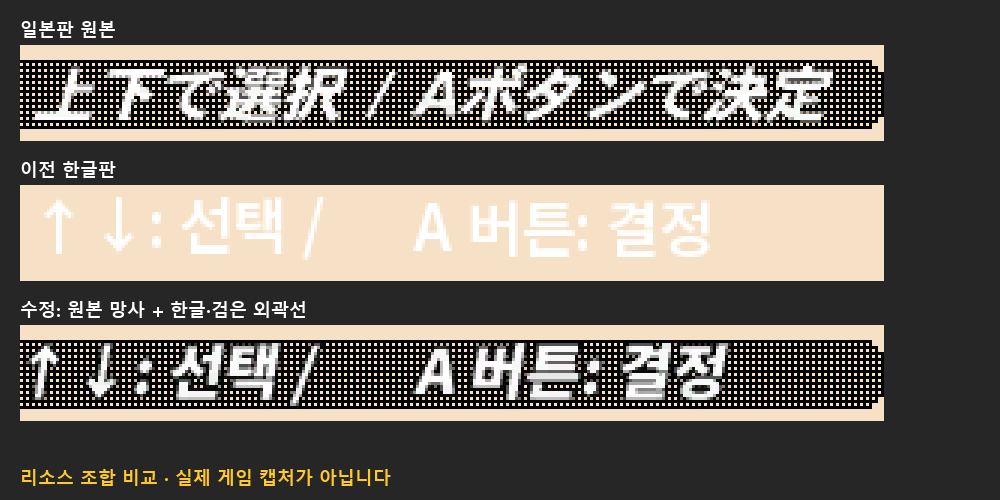 일본판 원본
上下で選択 / Aボタンで決定
이전 한글판
↑ ↓ : 선택 / A 버튼: 결정
수정: 원본 망사 + 한글·검은 외곽선
↑ ↓ : 선택 / A 버튼: 결정
리소스 조합 비교 · 실제 게임 캡처가 아닙니다